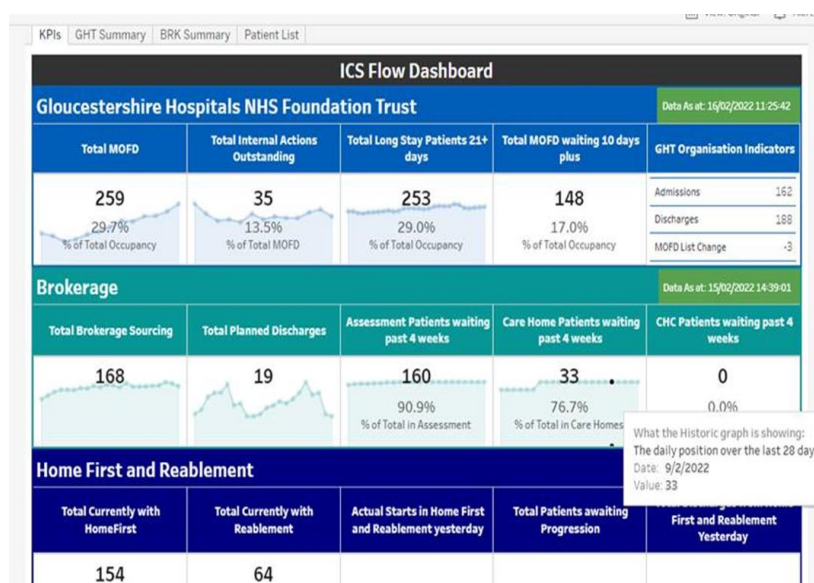 KPIs GHT Summary BRK Summary Patient List
ICS Flow Dashboard
Gloucestershire Hospitals NHS Foundation Trust
Data As at: 16/02/2022 11:25:42
Total MOFD
Total Internal Actions
Outstanding
Total Long Stay Patients 21+
days
Total MOFD waiting 10 days
plus
GHT Organisation Indicators
259
29.7%
% of Total Occupancy
35
13.5%
% of Total MOFD
253
29.0%
% of Total Occupancy
148
17.0%
% of Total Occupancy
Admissions 162
Discharges 188
MOFD List Change -3
Brokerage
Data As at: 15/02/2022 14:39:01
Total Brokerage Sourcing
Total Planned Discharges
Assessment Patients waiting
past 4 weeks
Care Home Patients waiting
past 4 weeks
CHC Patients waiting past 4
weeks
168
19
160
90.9%
% of Total in Assessment
33
76.7%
% of Total in Care Homes
0
0.0%
What the Historic graph is showing:
The daily position over the last 28 day
Date: 9/2/2022
Value: 33
Home First and Reablement
Total Currently with
HomeFirst
Total Currently with
Reablement
Actual Starts in Home First
and Reablement yesterday
Total Patients awaiting
Progression
First and Reablement
Yesterday
154
64